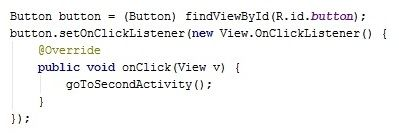 Button button = (Button) findViewById(R.id.button);
button.setOnClickListener(new View.OnClickListener() {
    @Override
    public void onClick(View v) {
        goToSecondActivity();
    }
});